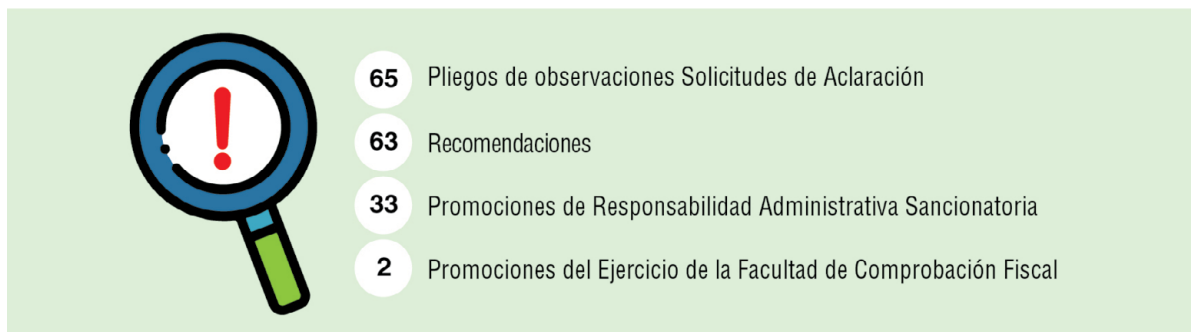 65 Pliegos de observaciones Solicitudes de Aclaración
63 Recomendaciones
33 Promociones de Responsabilidad Administrativa Sancionatoria
2 Promociones del Ejercicio de la Facultad de Comprobación Fiscal